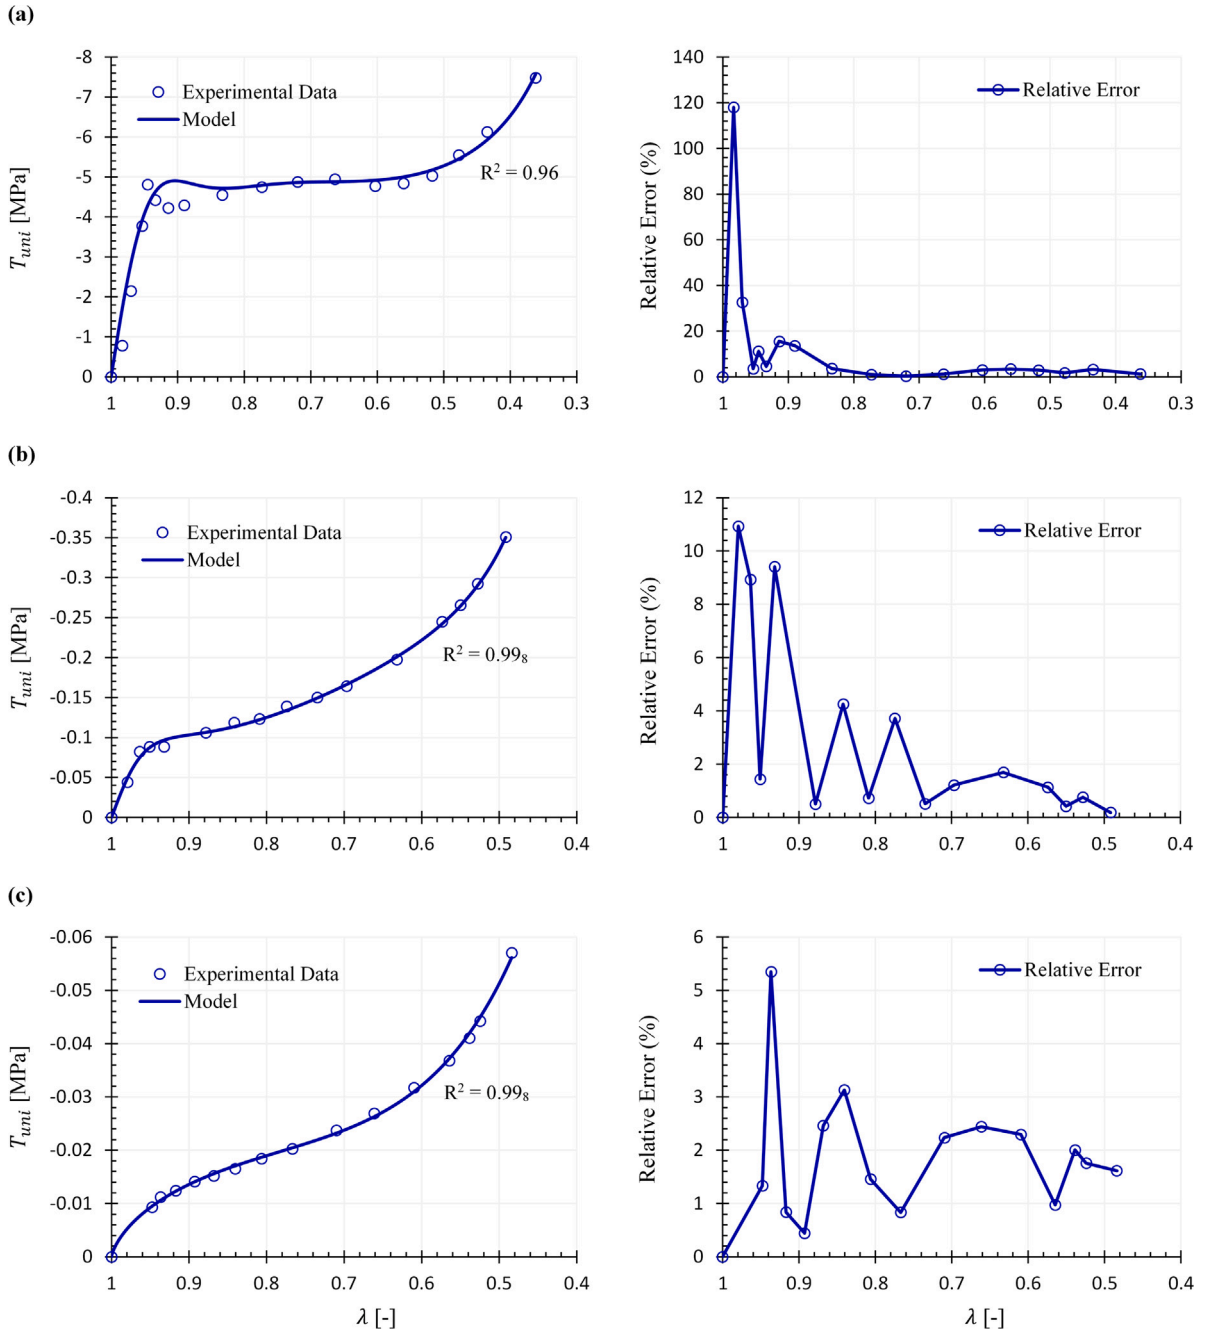 (a)
-8
-7
-6
-5
-4
-3
-2
-1
0
1 0.9 0.8 0.7 0.6 0.5 0.4 0.3
T_uni [MPa]
Experimental Data
Model
R² = 0.96
140
120
100
80
60
40
20
0
1 0.9 0.8 0.7 0.6 0.5 0.4 0.3
Relative Error (%)
Relative Error
(b)
-0.4
-0.35
-0.3
-0.25
-0.2
-0.15
-0.1
-0.05
0
1 0.9 0.8 0.7 0.6 0.5 0.4
T_uni [MPa]
Experimental Data
Model
R² = 0.99₈
12
10
8
6
4
2
0
1 0.9 0.8 0.7 0.6 0.5 0.4
Relative Error (%)
Relative Error
(c)
-0.06
-0.05
-0.04
-0.03
-0.02
-0.01
0
1 0.9 0.8 0.7 0.6 0.5 0.4
T_uni [MPa]
Experimental Data
Model
R² = 0.99₈
λ [-]
6
5
4
3
2
1
0
1 0.9 0.8 0.7 0.6 0.5 0.4
Relative Error (%)
Relative Error
λ [-]